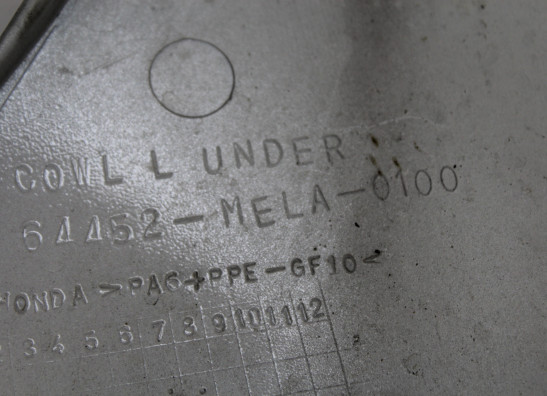 COWL L UNDER
64452-MELA-0100
HONDA >PA6+PPE-GF10<
2 3 4 5 6 7 8 9 10 11 12